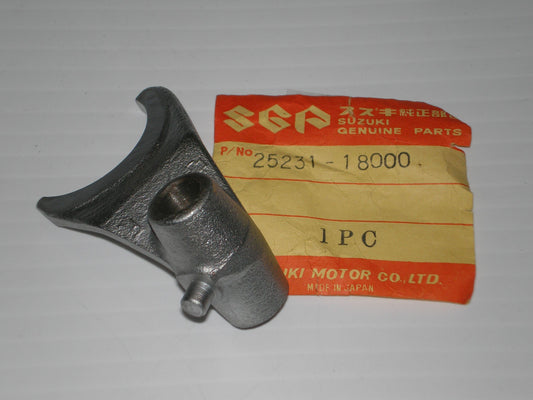 SGP スズキ純正部
SUZUKI
GENUINE PARTS
P/No. 25231-18000
1PC
UKI MOTOR CO.,LTD.
MADE IN JAPAN